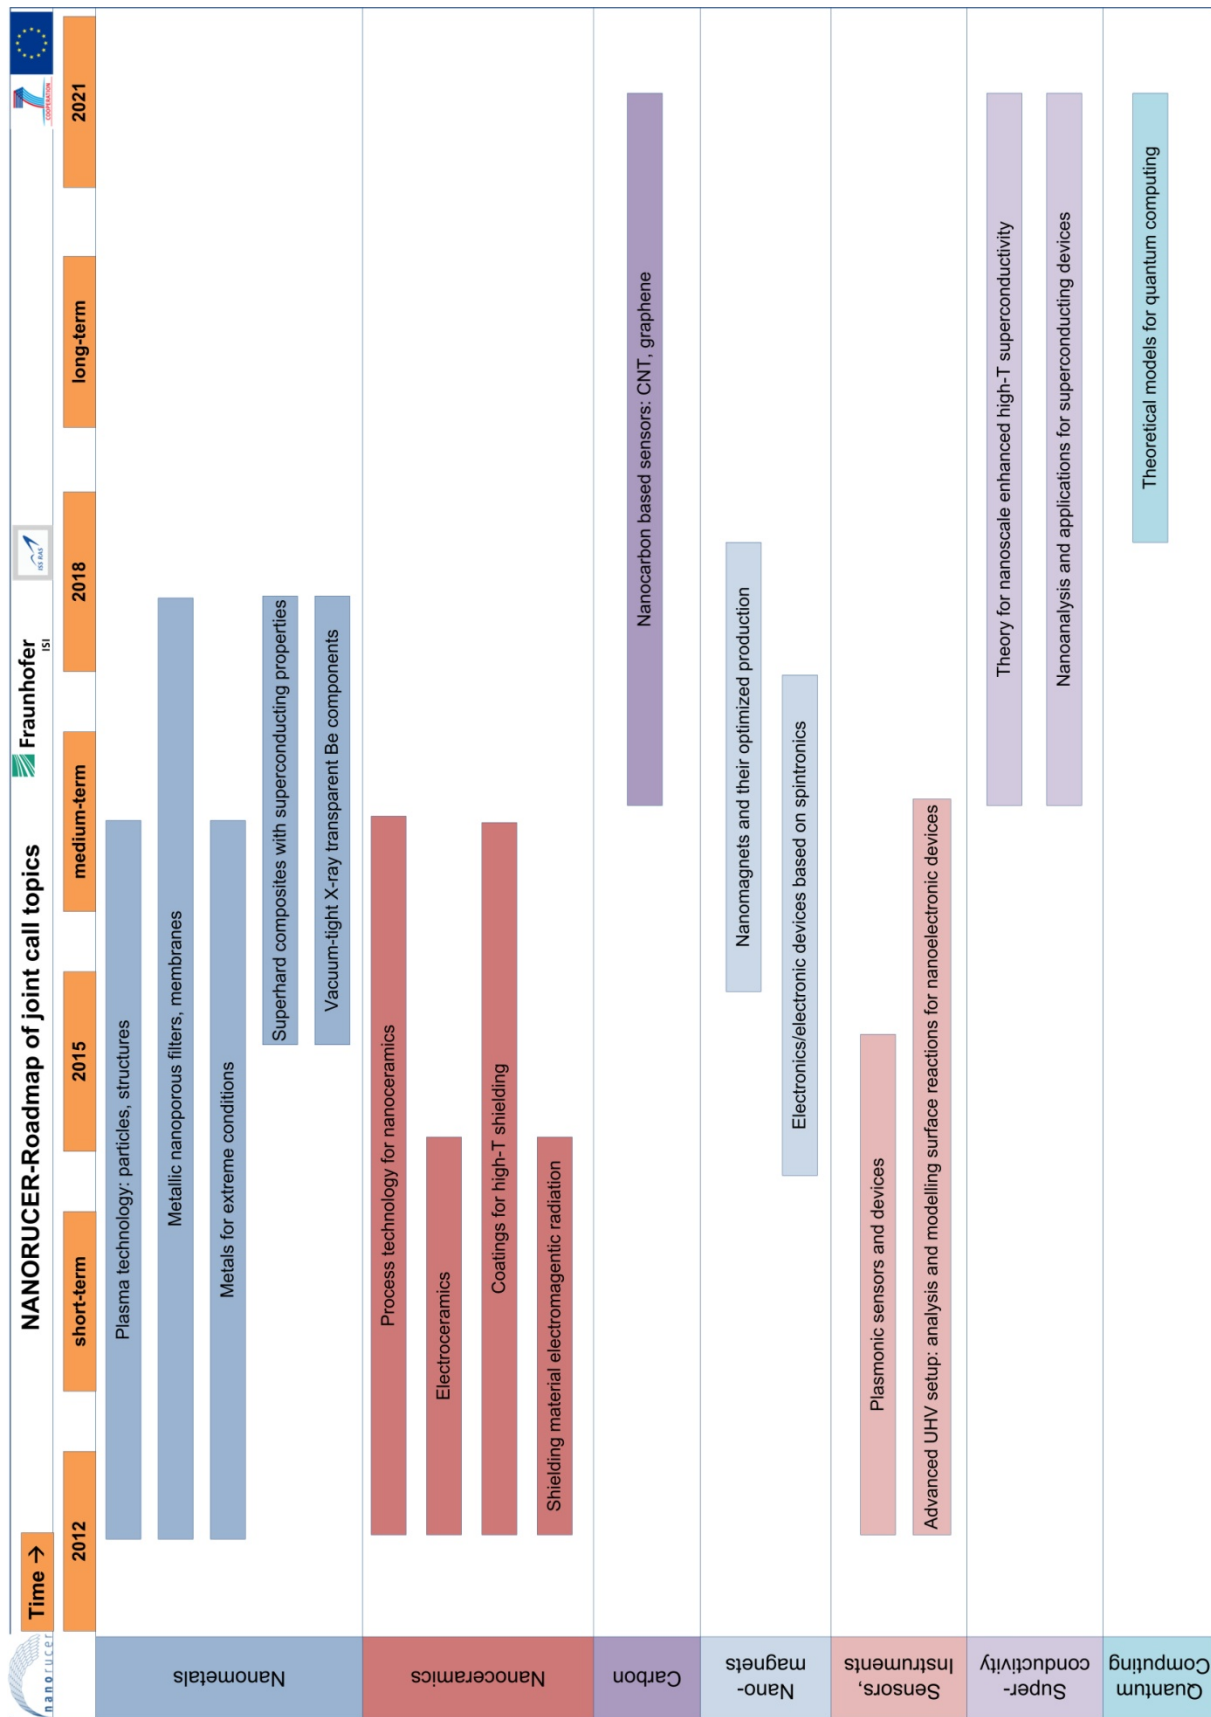 nanorucer
NANORUCER-Roadmap of joint call topics
Fraunhofer
ISI
ISS RAS
7
COOPERATION
Time →
2012
short-term
2015
medium-term
2018
long-term
2021
Nanometals
Plasma technology: particles, structures
Metallic nanoporous filters, membranes
Metals for extreme conditions
Superhard composites with superconducting properties
Vacuum-tight X-ray transparent Be components
Nanoceramics
Process technology for nanoceramics
Electroceramics
Coatings for high-T shielding
Shielding material electromagentic radiation
Carbon
Nanocarbon based sensors: CNT, graphene
Nano-
magnets
Nanomagnets and their optimized production
Electronics/electronic devices based on spintronics
Sensors,
Instruments
Plasmonic sensors and devices
Advanced UHV setup: analysis and modelling surface reactions for nanoelectronic devices
Super-
conductivity
Theory for nanoscale enhanced high-T superconductivity
Nanoanalysis and applications for superconducting devices
Quantum
Computing
Theoretical models for quantum computing